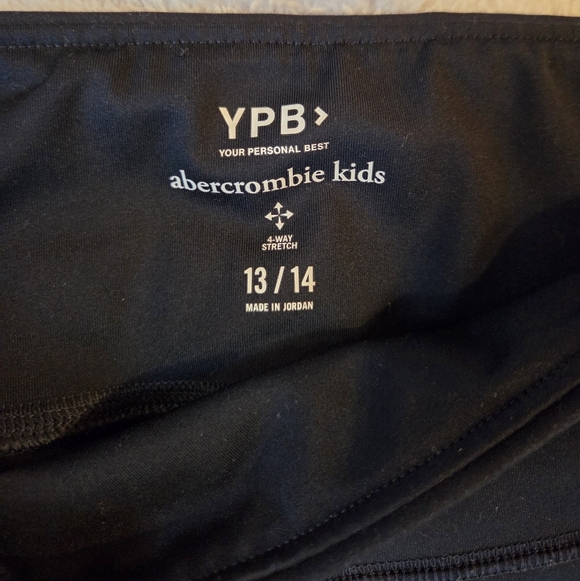 YPB>
YOUR PERSONAL BEST
abercrombie kids
4-WAY
STRETCH
13 / 14
MADE IN JORDAN